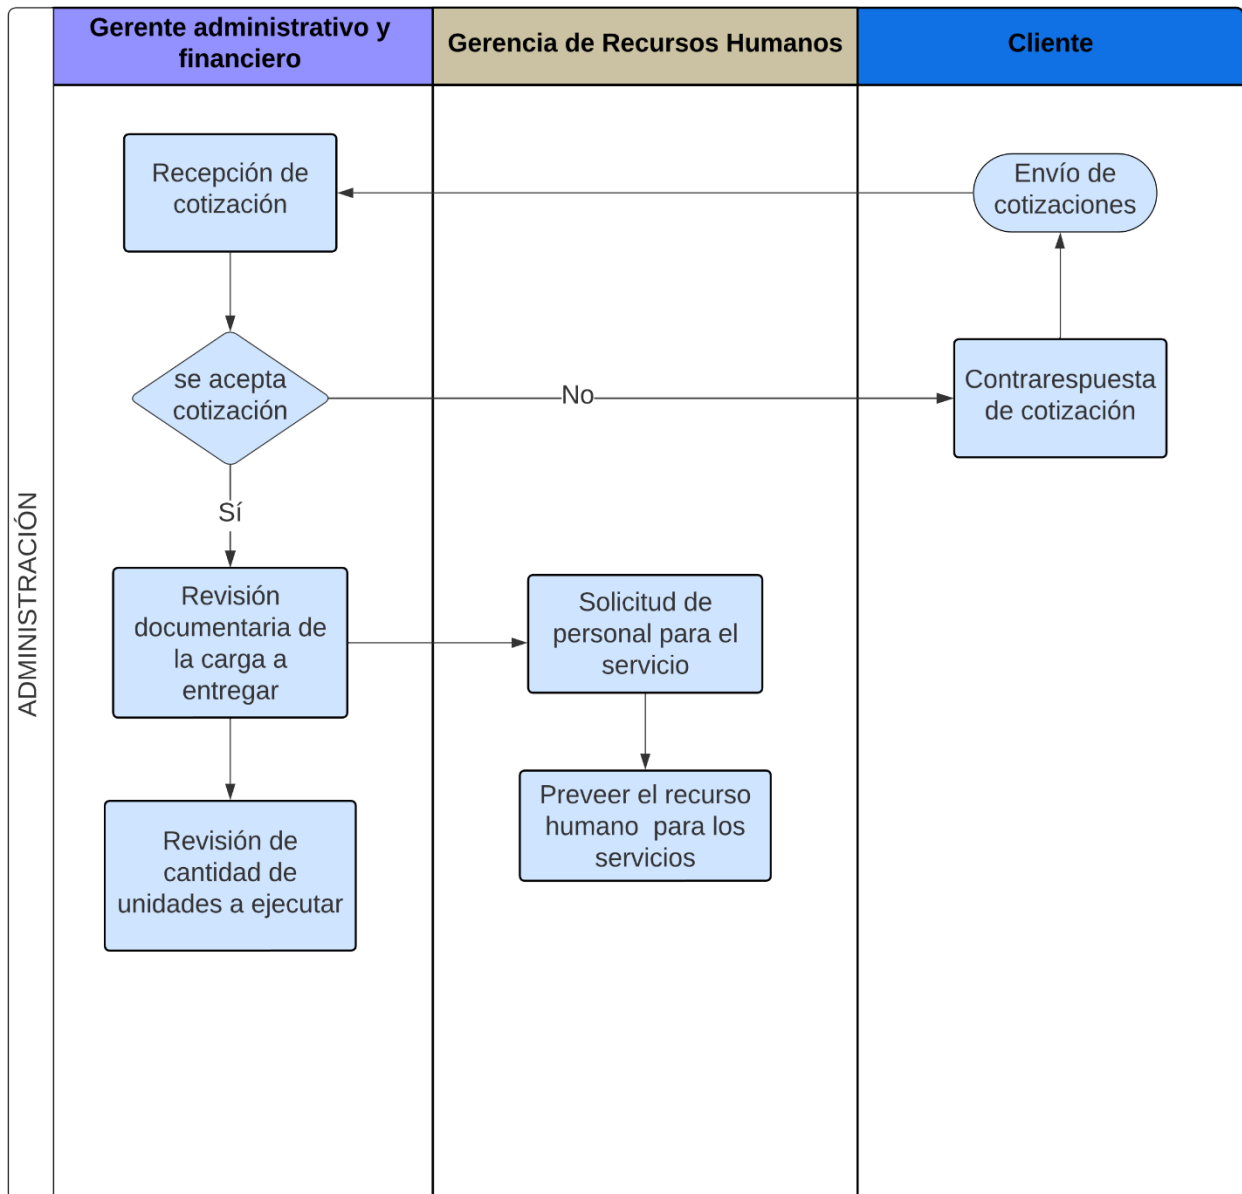 Gerente administrativo y
financiero
Gerencia de Recursos Humanos
Cliente
ADMINISTRACIÓN
Recepción de
cotización
Envío de
cotizaciones
se acepta
cotización
No
Contrarespuesta
de cotización
Sí
Revisión
documentaria de
la carga a
entregar
Solicitud de
personal para el
servicio
Revisión de
cantidad de
unidades a ejecutar
Preveer el recurso
humano  para los
servicios